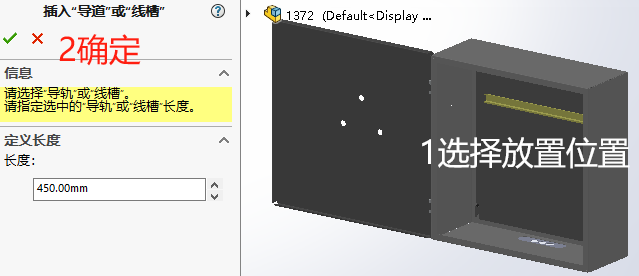 插入“导道”或“线槽”
1372 (Default<Display ...
2确定
信息
请选择“导轨”或“线槽”。
请指定选中的“导轨”或“线槽”长度。
定义长度
长度:
450.00mm
1选择放置位置